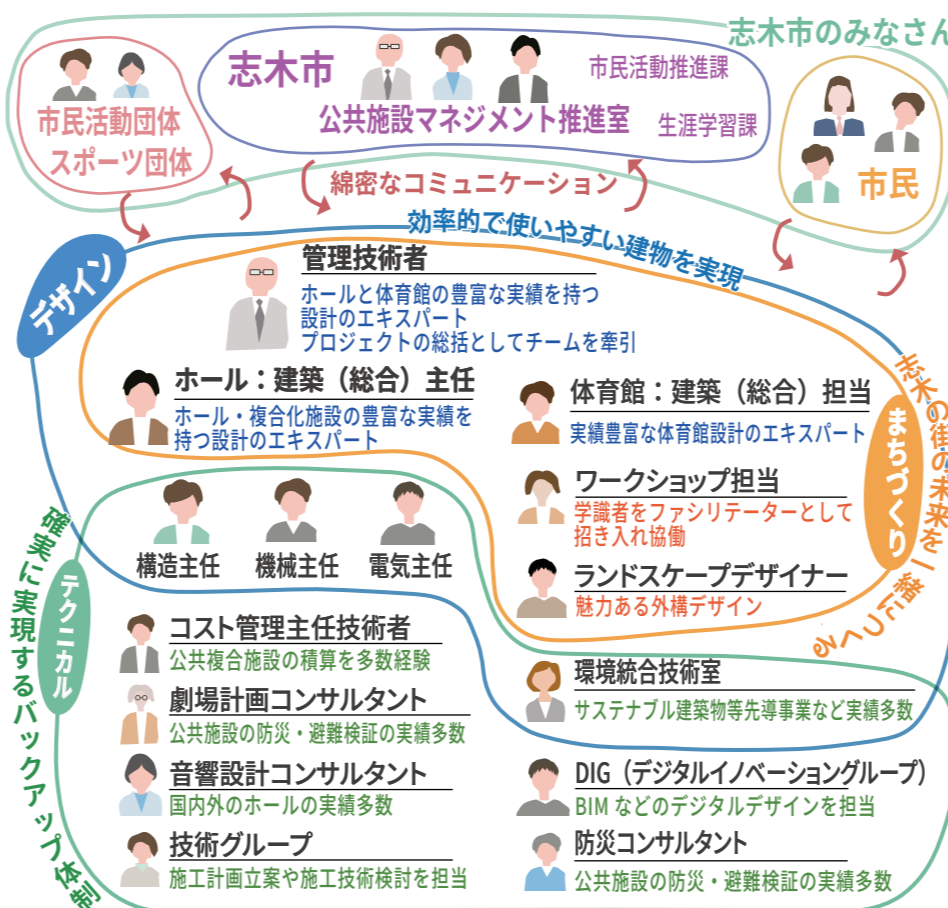 志木市のみなさん
市民活動団体
スポーツ団体
志木市
市民活動推進課
公共施設マネジメント推進室
生涯学習課
市民
綿密なコミュニケーション
効率的で使いやすい建物を実現
デザイン
管理技術者
ホールと体育館の豊富な実績を持つ
設計のエキスパート
プロジェクトの総括としてチームを牽引
ホール：建築（総合）主任
ホール・複合化施設の豊富な実績を
持つ設計のエキスパート
体育館：建築（総合）担当
実績豊富な体育館設計のエキスパート
ワークショップ担当
学識者をファシリテーターとして
招き入れ協働
ランドスケープデザイナー
魅力ある外構デザイン
まちづくり
志木の街の未来を一緒につくる
構造主任
機械主任
電気主任
テクニカル
確実に実現するバックアップ体制
コスト管理主任技術者
公共複合施設の積算を多数経験
劇場計画コンサルタント
公共施設の防災・避難検証の実績多数
音響設計コンサルタント
国内外のホールの実績多数
技術グループ
施工計画立案や施工技術検討を担当
環境統合技術室
サステナブル建築物等先導事業など実績多数
DIG（デジタルイノベーショングループ）
BIM などのデジタルデザインを担当
防災コンサルタント
公共施設の防災・避難検証の実績多数